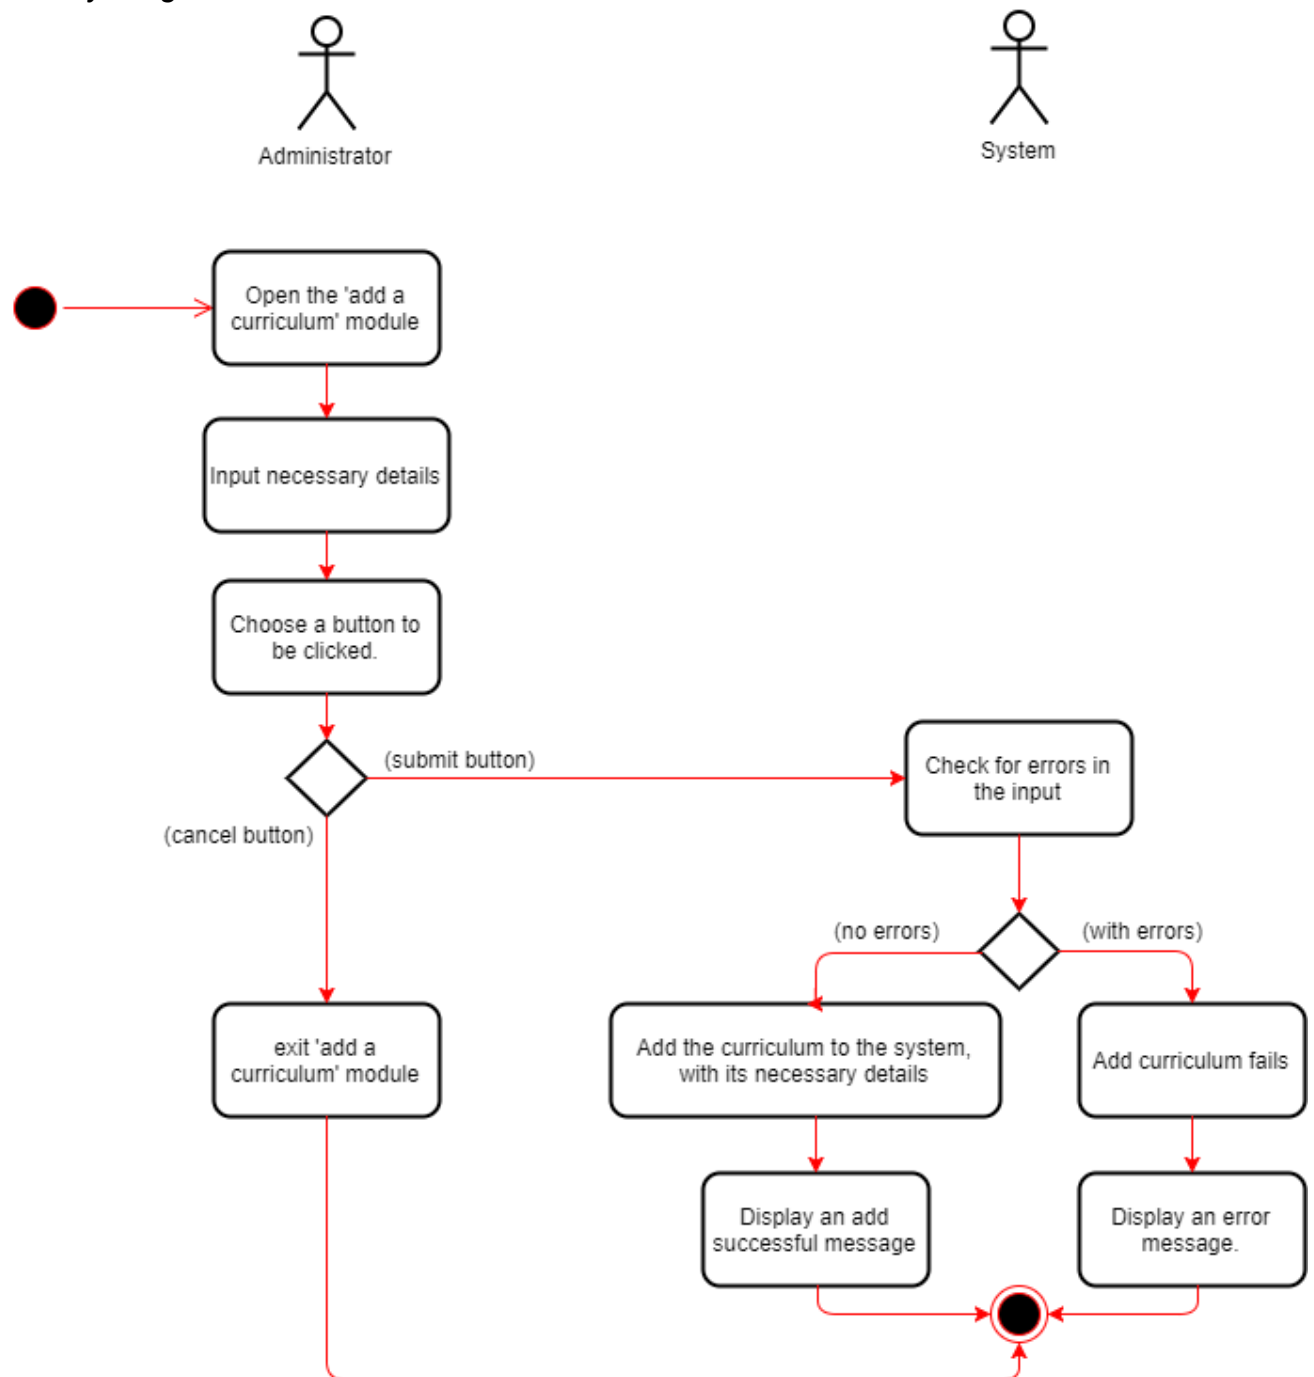 Administrator
System
Open the 'add a
curriculum' module
Input necessary details
Choose a button to
be clicked.
(submit button)
(cancel button)
Check for errors in
the input
(no errors)
(with errors)
exit 'add a
curriculum' module
Add the curriculum to the system,
with its necessary details
Add curriculum fails
Display an add
successful message
Display an error
message.